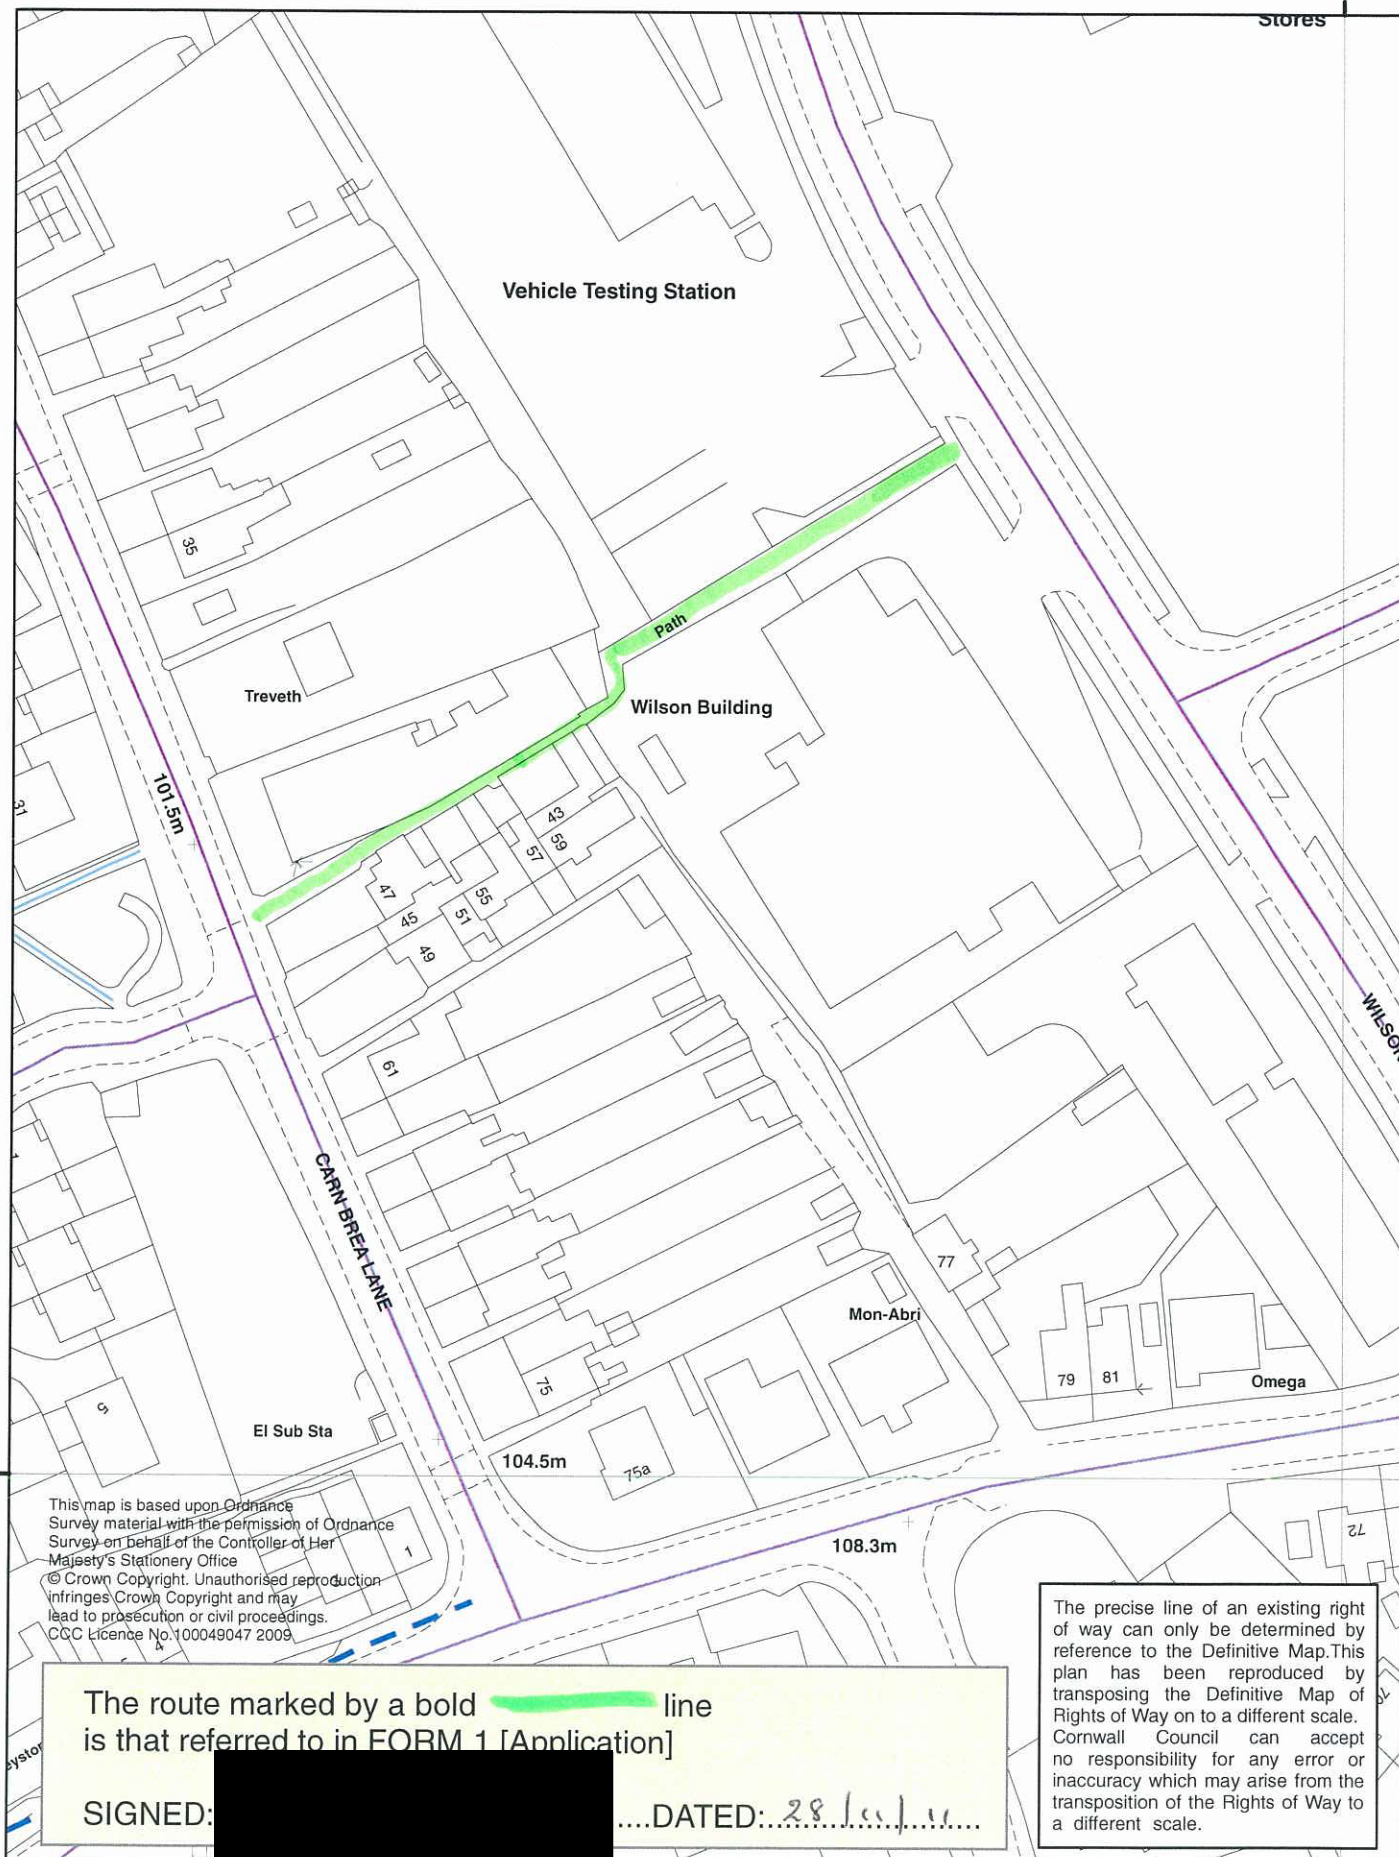 Stores
Vehicle Testing Station
35
Path
Treveth
Wilson Building
31
101.5m
43
59
57
47
55
45
51
49
61
WILSON
CARN BREA LANE
77
Mon-Abri
75
79
81
Omega
5
El Sub Sta
104.5m
75a
72
108.3m
1
This map is based upon Ordnance
Survey material with the permission of Ordnance
Survey on behalf of the Controller of Her
Majesty's Stationery Office
© Crown Copyright. Unauthorised reproduction
infringes Crown Copyright and may
lead to prosecution or civil proceedings.
CCC Licence No.100049047 2009
4
The precise line of an existing right
of way can only be determined by
reference to the Definitive Map.This
plan has been reproduced by
transposing the Definitive Map of
Rights of Way on to a different scale.
Cornwall Council can accept
no responsibility for any error or
inaccuracy which may arise from the
transposition of the Rights of Way to
a different scale.
The route marked by a bold line
is that referred to in FORM 1 [Application]
SIGNED: ....DATED: 28/11/11